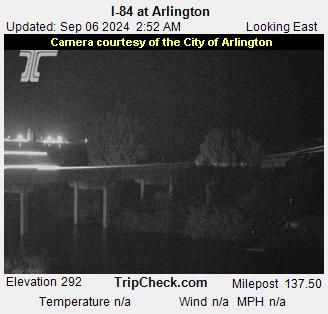 I-84 at Arlington
Updated: Sep 06 2024 2:52 AM Looking East
Camera courtesy of the City of Arlington
Elevation 292 TripCheck.com Milepost 137.50
Temperature n/a Wind n/a MPH n/a